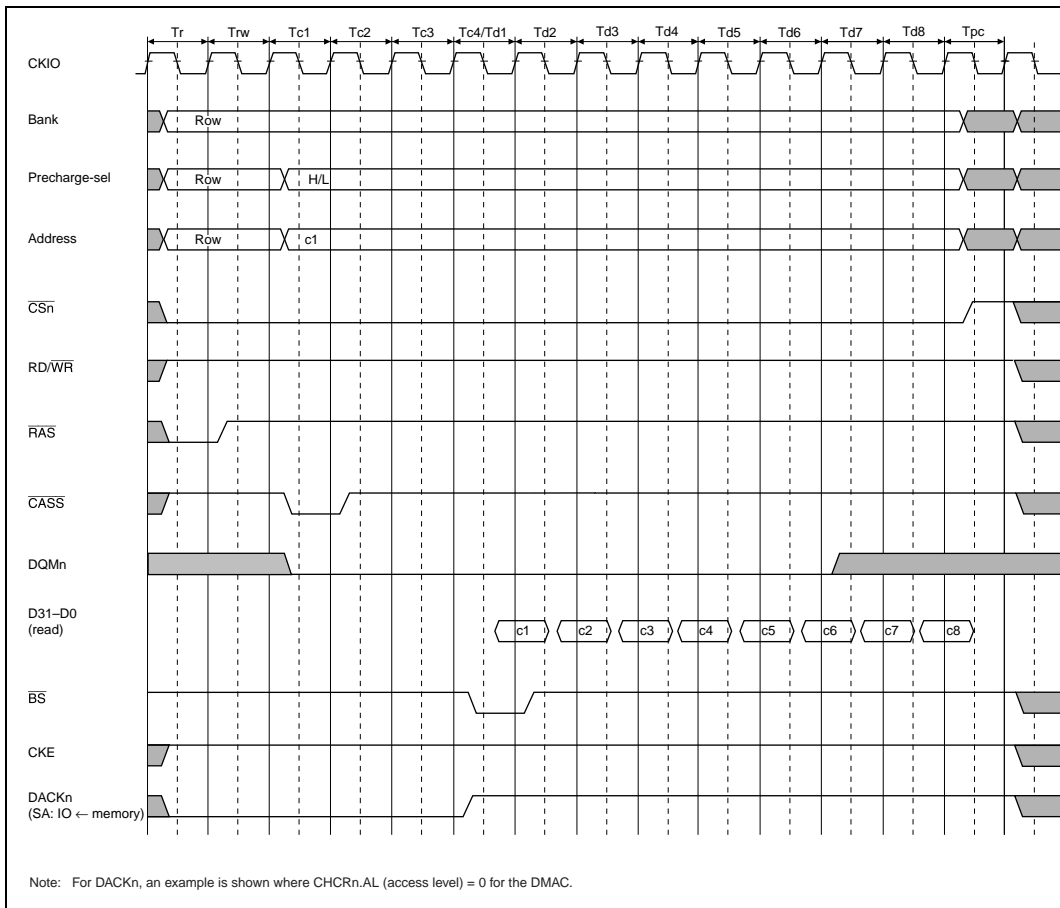 Tr Trw Tc1 Tc2 Tc3 Tc4/Td1 Td2 Td3 Td4 Td5 Td6 Td7 Td8 Tpc
CKIO
Bank Row
Precharge-sel Row H/L
Address Row c1
CSn
RD/WR
RAS
CASS
DQMn
D31–D0
(read) c1 c2 c3 c4 c5 c6 c7 c8
BS
CKE
DACKn
(SA: IO ← memory)
Note: For DACKn, an example is shown where CHCRn.AL (access level) = 0 for the DMAC.